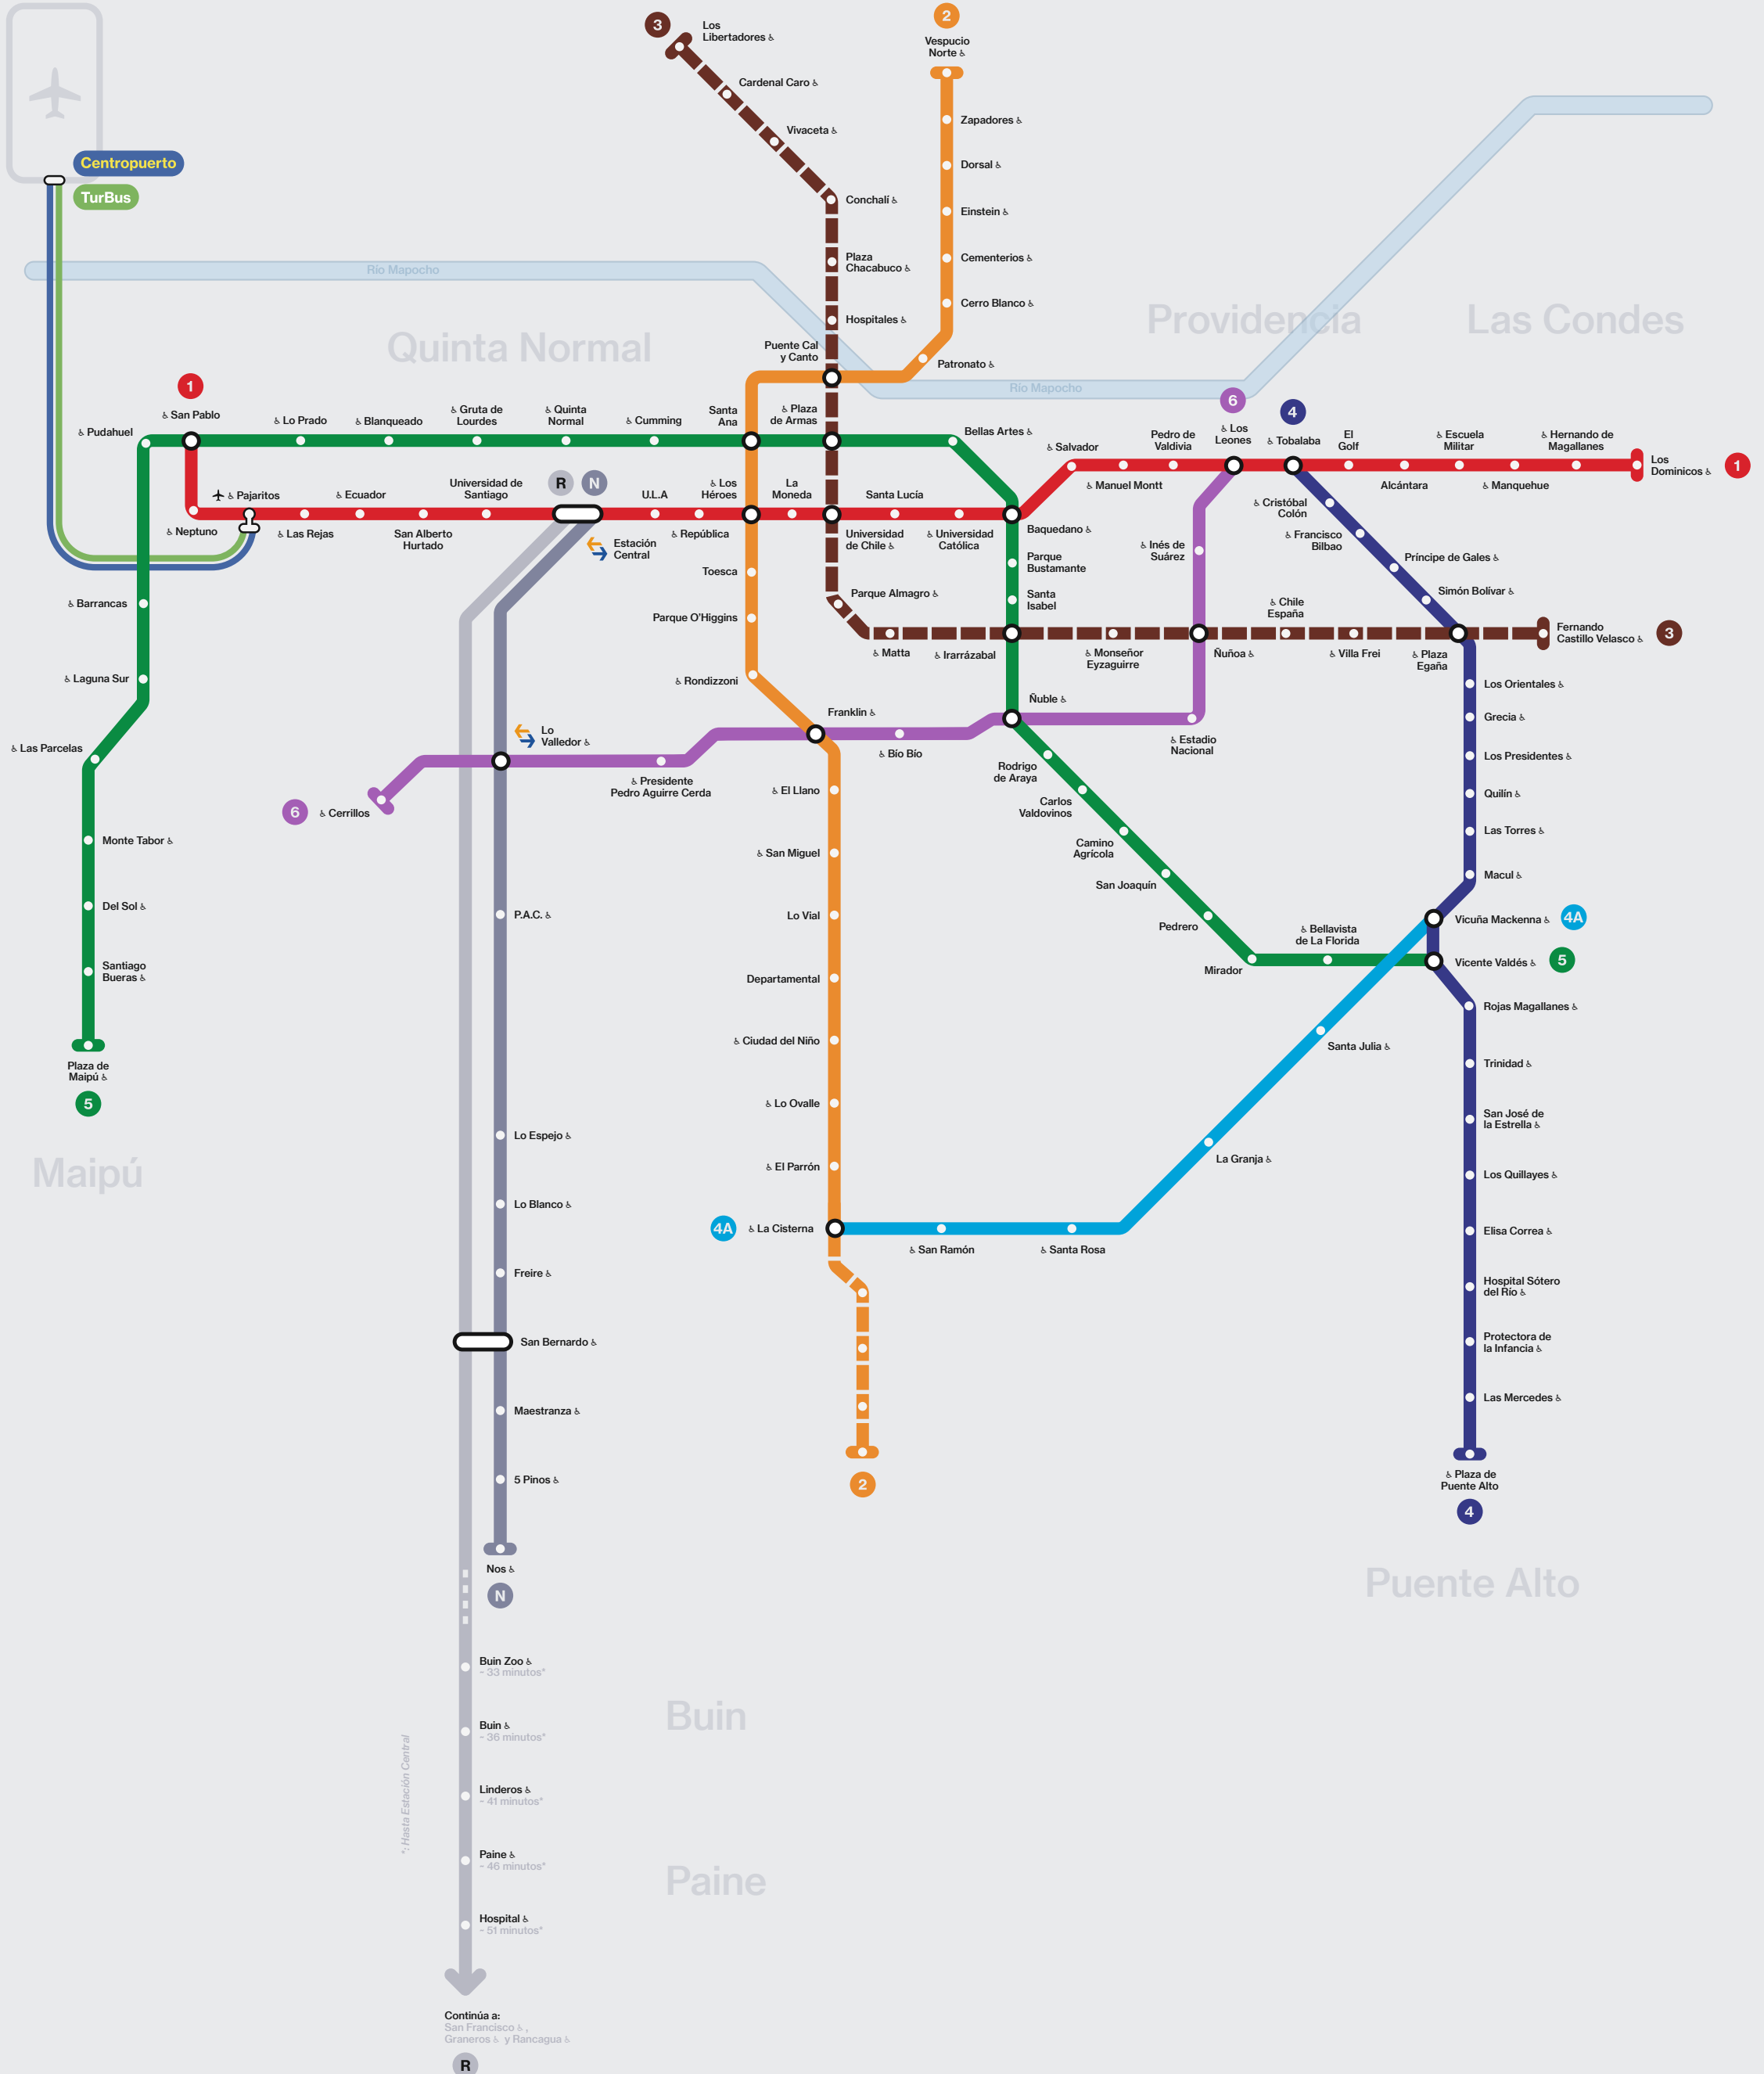 3
Los
Libertadores
Cardenal Caro
Vivaceta
Conchalí
Plaza
Chacabuco
Hospitales
Puente Cal
y Canto
2
Vespucio
Norte
Zapadores
Dorsal
Einstein
Cementerios
Cerro Blanco
Patronato
Centropuerto
TurBus
Río Mapocho
Río Mapocho
Quinta Normal
Providencia
Las Condes
1
San Pablo
Pudahuel
Lo Prado
Blanqueado
Gruta de
Lourdes
Quinta
Normal
Cumming
Santa
Ana
Plaza
de Armas
Bellas Artes
Salvador
Manuel Montt
Pedro de
Valdivia
6
Los
Leones
4
Tobalaba
El
Golf
Alcántara
Escuela
Militar
Manquehue
Hernando de
Magallanes
Los
Dominicos
1
Neptuno
Pajaritos
Las Rejas
Ecuador
San Alberto
Hurtado
Universidad de
Santiago
R
N
Estación
Central
U.L.A
República
Los
Héroes
La
Moneda
Universidad
de Chile
Santa Lucía
Universidad
Católica
Baquedano
Parque
Bustamante
Santa
Isabel
Cristóbal
Colón
Francisco
Bilbao
Príncipe de Gales
Simón Bolívar
Inés de
Suárez
Toesca
Parque O'Higgins
Rondizzoni
Parque Almagro
Matta
Irarrázabal
Monseñor
Eyzaguirre
Ñuñoa
Chile
España
Villa Frei
Plaza
Egaña
Fernando
Castillo Velasco
3
Barrancas
Laguna Sur
Las Parcelas
Monte Tabor
Del Sol
Santiago
Bueras
Plaza de
Maipú
5
Maipú
6
Cerrillos
Lo
Valledor
Presidente
Pedro Aguirre Cerda
Franklin
Bío Bío
Ñuble
Estadio
Nacional
Los Orientales
Grecia
Los Presidentes
Quilín
Las Torres
Macul
Vicuña Mackenna
4A
Vicente Valdés
5
Rodrigo
de Araya
Carlos
Valdovinos
Camino
Agrícola
San Joaquín
Pedrero
Mirador
Bellavista
de La Florida
El Llano
San Miguel
Lo Vial
Departamental
Ciudad del Niño
Lo Ovalle
El Parrón
4A
La Cisterna
San Ramón
Santa Rosa
La Granja
Santa Julia
2
Rojas Magallanes
Trinidad
San José de
la Estrella
Los Quillayes
Elisa Correa
Hospital Sótero
del Río
Protectora de
la Infancia
Las Mercedes
Plaza de
Puente Alto
4
Puente Alto
P.A.C.
Lo Espejo
Lo Blanco
Freire
San Bernardo
Maestranza
5 Pinos
Nos
N
Buin Zoo
~ 33 minutos*
Buin
~ 36 minutos*
Linderos
~ 41 minutos*
Paine
~ 46 minutos*
Hospital
~ 51 minutos*
*: Hasta Estación Central
Buin
Paine
Continúa a:
San Francisco ,
Graneros y Rancagua
R